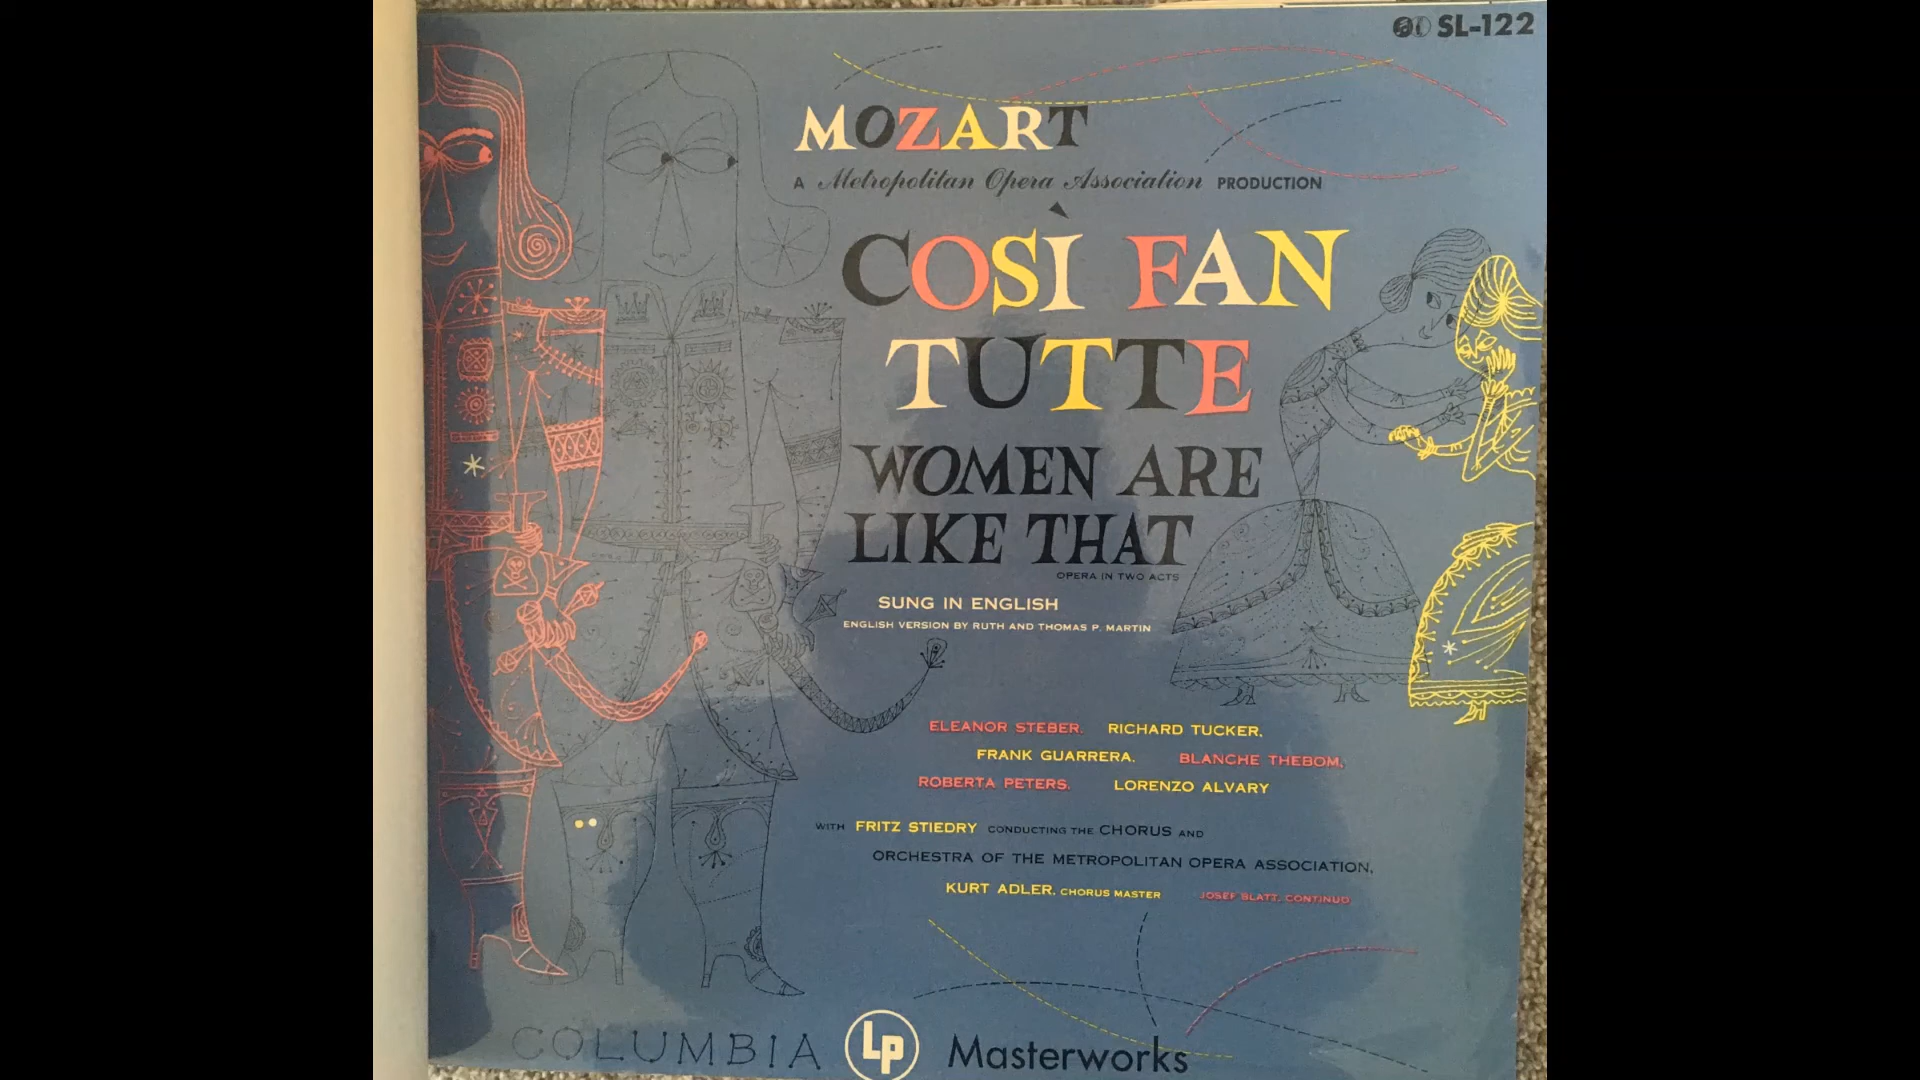 SL-122
MOZART
A Metropolitan Opera Association PRODUCTION
COSÌ FAN
TUTTE
WOMEN ARE
LIKE THAT
OPERA IN TWO ACTS
SUNG IN ENGLISH
ENGLISH VERSION BY RUTH AND THOMAS P. MARTIN
ELEANOR STEBER, RICHARD TUCKER,
FRANK GUARRERA, BLANCHE THEBOM,
ROBERTA PETERS, LORENZO ALVARY
WITH FRITZ STIEDRY CONDUCTING THE CHORUS AND
ORCHESTRA OF THE METROPOLITAN OPERA ASSOCIATION,
KURT ADLER, CHORUS MASTER JOSEF BLATT, CONTINUO
COLUMBIA LP Masterworks